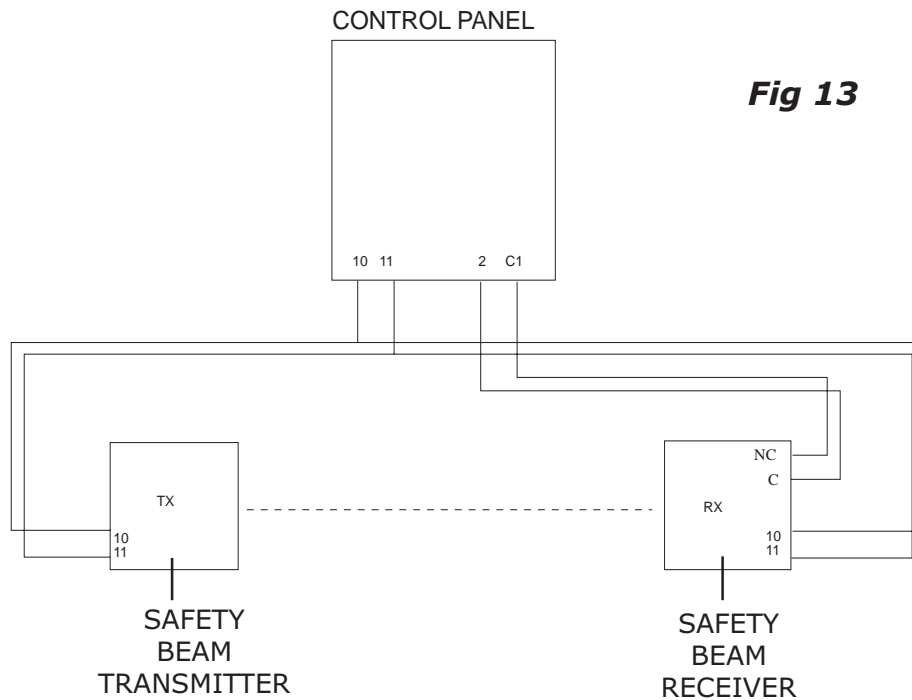 CONTROL PANEL
Fig 13
10 11 2 C1
NC
C
TX
RX
10
11
10
11
SAFETY
BEAM
TRANSMITTER
SAFETY
BEAM
RECEIVER